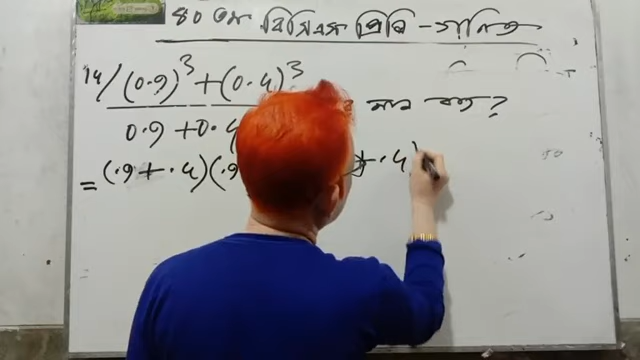 ৪০ তম বিসিএস প্রিলি - গণিত
14/ (0.9)³ + (0.4)³
0.9 + 0.4
মান কত?
= (.9 + .4)(.9 + .4)